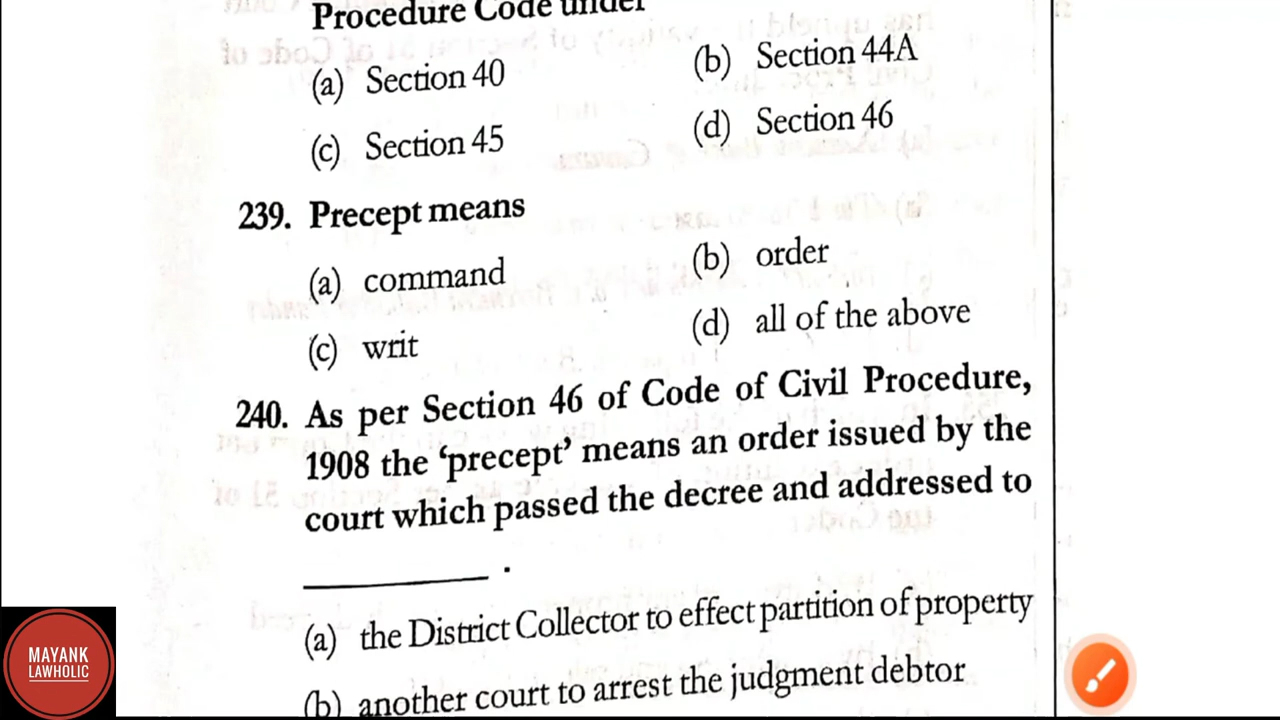 Procedure Code under
(a) Section 40
(b) Section 44A
(c) Section 45
(d) Section 46
239. Precept means
(a) command
(b) order
(c) writ
(d) all of the above
240. As per Section 46 of Code of Civil Procedure,
1908 the ‘precept’ means an order issued by the
court which passed the decree and addressed to
__________ .
(a) the District Collector to effect partition of property
(b) another court to arrest the judgment debtor
MAYANK
LAWHOLIC